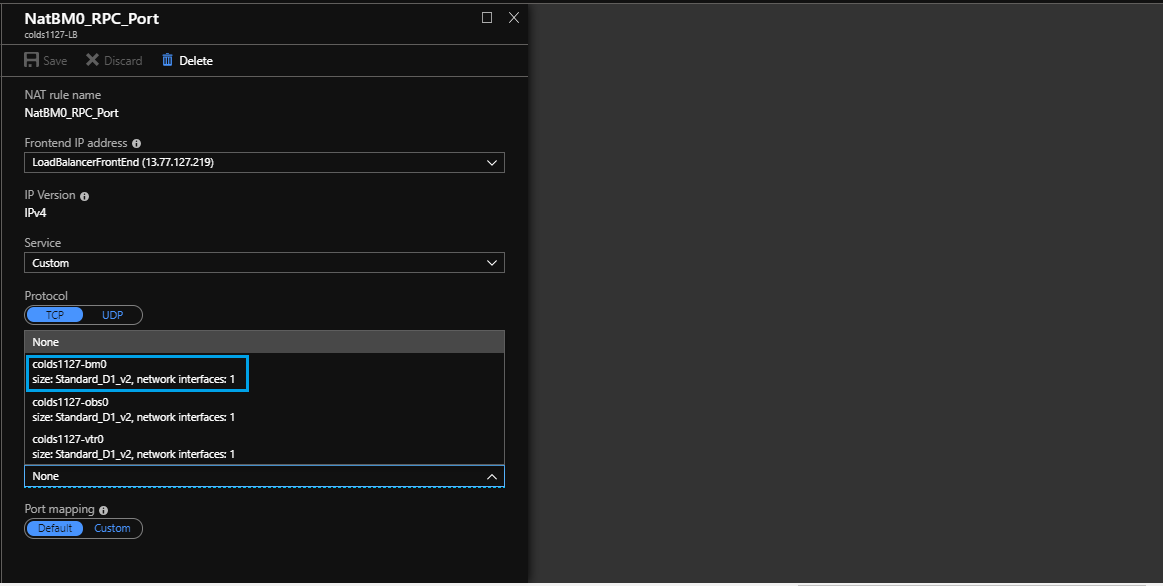 NatBM0_RPC_Port
colds1127-LB
Save Discard Delete
NAT rule name
NatBM0_RPC_Port
Frontend IP address
LoadBalancerFrontEnd (13.77.127.219)
IP Version
IPv4
Service
Custom
Protocol
TCP UDP
None
colds1127-bm0
size: Standard_D1_v2, network interfaces: 1
colds1127-obs0
size: Standard_D1_v2, network interfaces: 1
colds1127-vtr0
size: Standard_D1_v2, network interfaces: 1
None
Port mapping
Default Custom